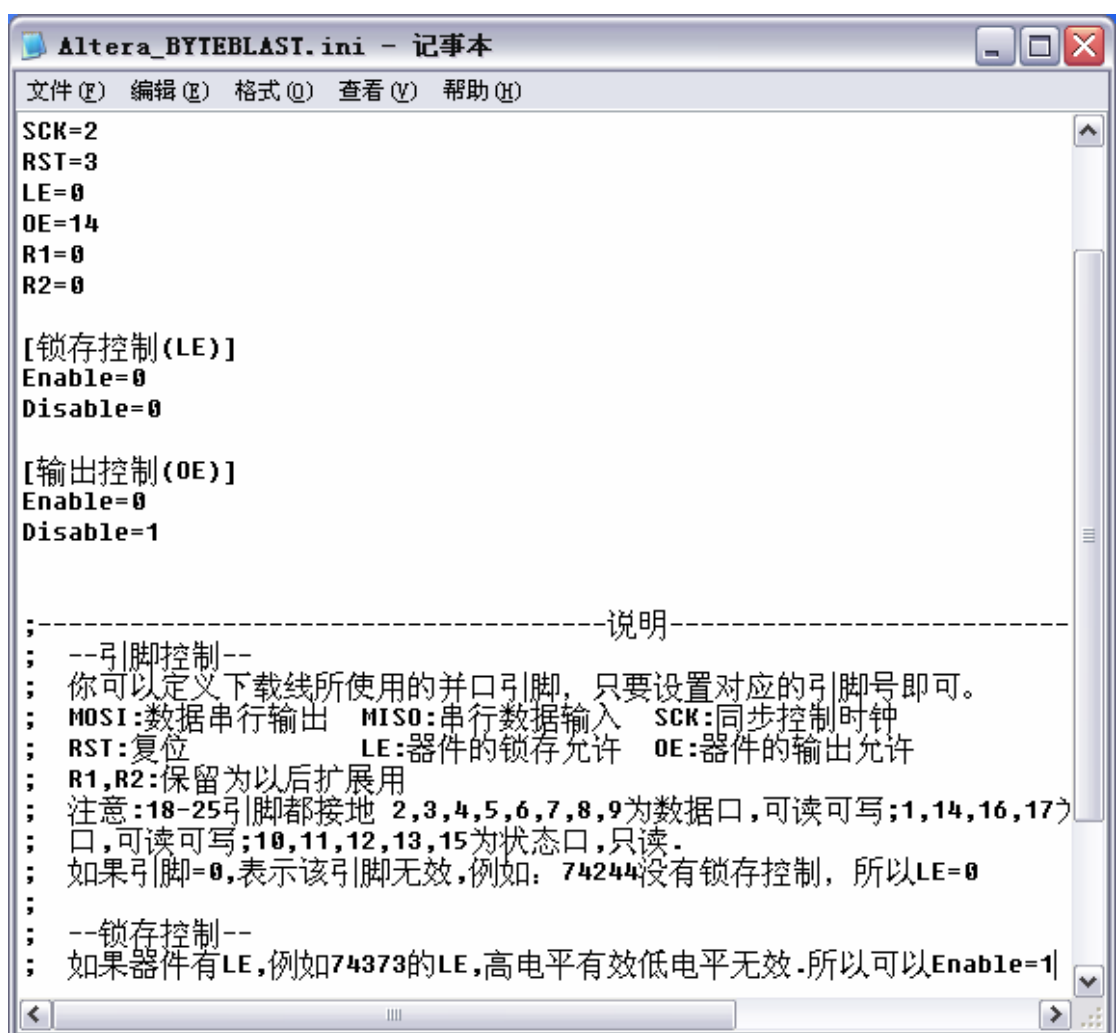 Altera_BYTEBLAST.ini - 记事本
文件(F) 编辑(E) 格式(O) 查看(V) 帮助(H)
SCK=2
RST=3
LE=0
OE=14
R1=0
R2=0
[锁存控制(LE)]
Enable=0
Disable=0
[输出控制(OE)]
Enable=0
Disable=1
;-------------------------------------说明--------------------------
; --引脚控制--
; 你可以定义下载线所使用的并口引脚，只要设置对应的引脚号即可。
; MOSI:数据串行输出 MISO:串行数据输入 SCK:同步控制时钟
; RST:复位 LE:器件的锁存允许 OE:器件的输出允许
; R1,R2:保留为以后扩展用
; 注意:18-25引脚都接地 2,3,4,5,6,7,8,9为数据口,可读可写;1,14,16,17为
; 口,可读可写;10,11,12,13,15为状态口,只读.
; 如果引脚=0,表示该引脚无效,例如：74244没有锁存控制，所以LE=0
;
; --锁存控制--
; 如果器件有LE,例如74373的LE,高电平有效低电平无效.所以可以Enable=1